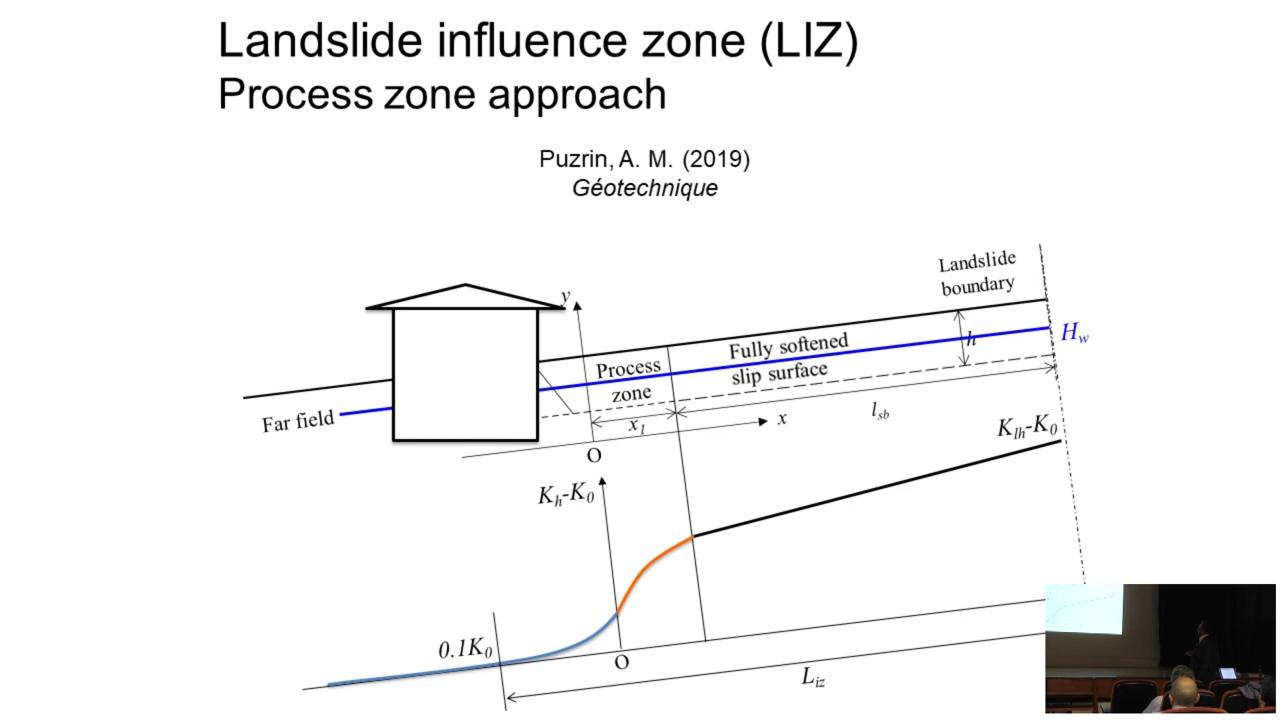 Landslide influence zone (LIZ)
Process zone approach
Puzrin, A. M. (2019)
Géotechnique
Landslide
boundary
y
H_w
h
Fully softened
slip surface
Process
zone
Far field
x_l
x
l_sb
O
K_lh-K_0
K_h-K_0
0.1K_0
O
L_iz